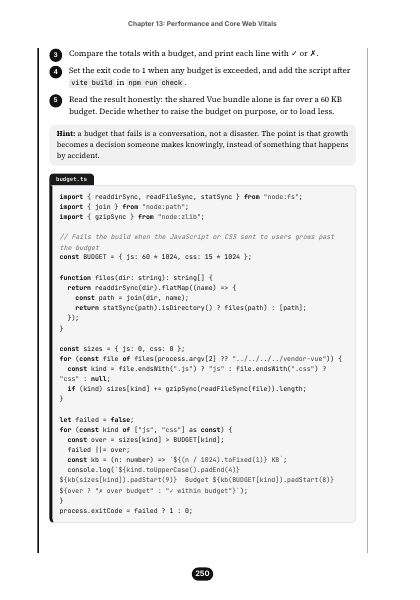 Chapter 13: Performance and Core Web Vitals
3 Compare the totals with a budget, and print each line with ✓ or ✗.
4 Set the exit code to 1 when any budget is exceeded, and add the script after
vite build in npm run check.
5 Read the result honestly: the shared Vue bundle alone is far over a 60 KB
budget. Decide whether to raise the budget on purpose, or to load less.
Hint: a budget that fails is a conversation, not a disaster. The point is that growth
becomes a decision someone makes knowingly, instead of something that happens
by accident.
budget.ts
import { readdirSync, readFileSync, statSync } from "node:fs";
import { join } from "node:path";
import { gzipSync } from "node:zlib";
// Fails the build when the JavaScript or CSS sent to users groms past
the budget
const BUDGET = { js: 60 * 1024, css: 15 * 1024 };
function files(dir: string): string[] {
return readdirSync(dir).flatMap((name) => {
const path = join(dir, name);
return statSync(path).isDirectory() ? files(path) : [path];
});
}
const sizes = { js: 0, css: 0 };
for (const file of files(process.argv[2] ?? "../../../../vendor-vue")) {
const kind = file.endsWith(".js") ? "js" : file.endsWith(".css") ?
"css" : null;
if (kind) sizes[kind] += gzipSync(readFileSync(file)).length;
}
let failed = false;
for (const kind of ["js", "css"] as const) {
const over = sizes[kind] > BUDGET[kind];
failed ||= over;
const kb = (n: number) => `${(n / 1024).toFixed(1)} KB`;
console.log(`${kind.toUpperCase().padEnd(4)}
${kb(sizes[kind]).padStart(9)} Budget ${kb(BUDGET[kind]).padStart(8)}
${over ? "✗ over budget" : "✓ within budget"}`);
}
process.exitCode = failed ? 1 : 0;
250